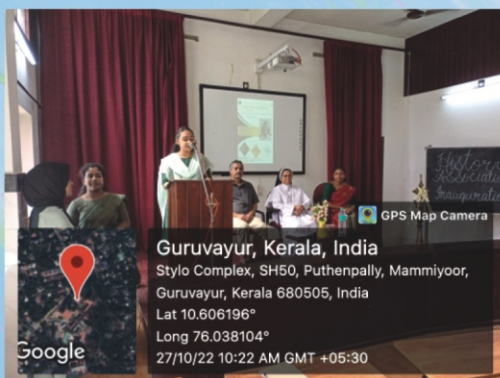 History
Association
Inauguration
GPS Map Camera
Guruvayur, Kerala, India
Stylo Complex, SH50, Puthenpally, Mammiyoor,
Guruvayur, Kerala 680505, India
Lat 10.606196°
Long 76.038104°
27/10/22 10:22 AM GMT +05:30
Google